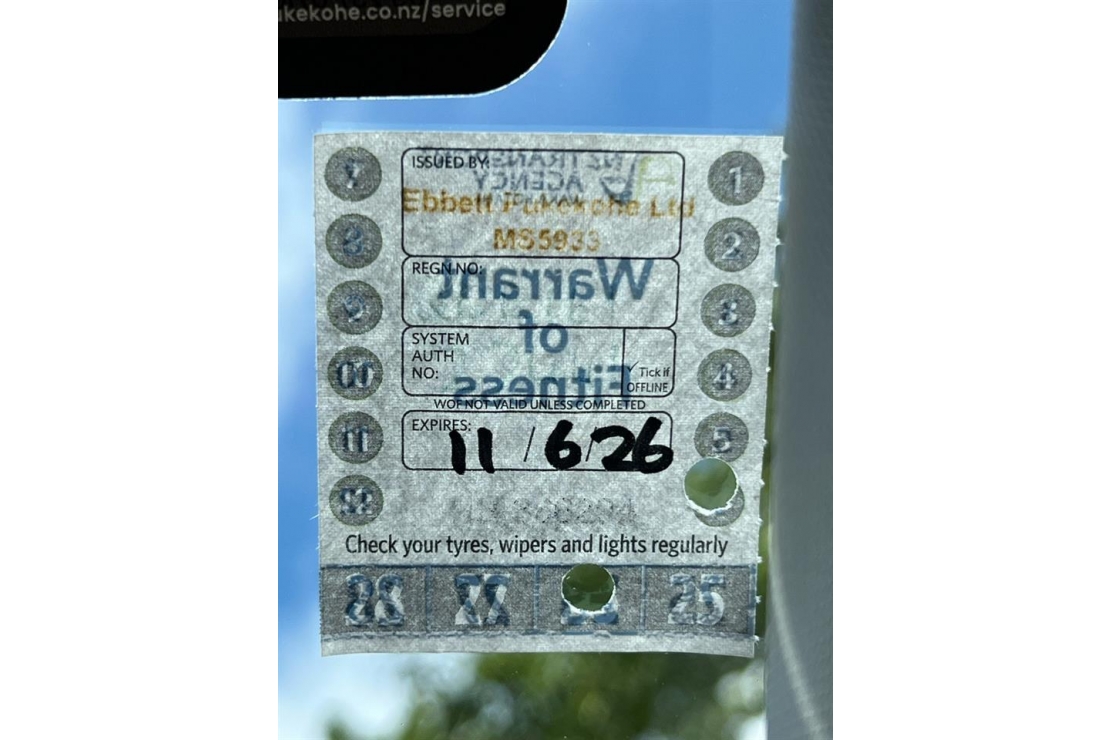 ukekohe.co.nz/service
ISSUED BY:
NZ TRANSPORT
AGENCY
Ebbett Pukekohe Ltd
MS5933
REGN NO:
Warrant
of
Fitness
SYSTEM
AUTH
NO:
Tick if
OFFLINE
WOF NOT VALID UNLESS COMPLETED
EXPIRES:
11 / 6 / 26
7 1
8 2
9 3
10 4
11 5
12
Check your tyres, wipers and lights regularly
28 27 25